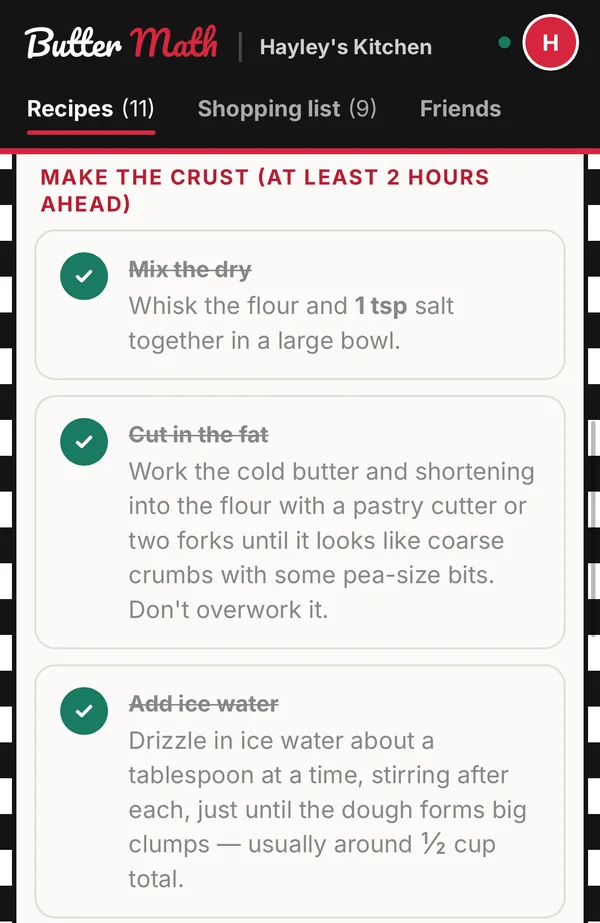 Butter Math | Hayley's Kitchen
H
Recipes (11) Shopping list (9) Friends
MAKE THE CRUST (AT LEAST 2 HOURS
AHEAD)
Mix the dry
Whisk the flour and 1 tsp salt
together in a large bowl.
Cut in the fat
Work the cold butter and shortening
into the flour with a pastry cutter or
two forks until it looks like coarse
crumbs with some pea-size bits.
Don't overwork it.
Add ice water
Drizzle in ice water about a
tablespoon at a time, stirring after
each, just until the dough forms big
clumps — usually around ½ cup
total.